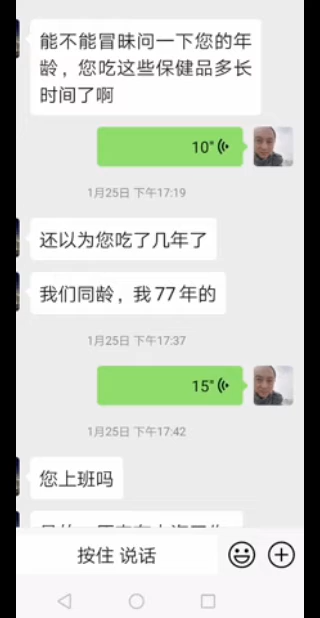 能不能冒昧问一下您的年
龄，您吃这些保健品多长
时间了啊
10"
1月25日 下午17:19
还以为您吃了几年了
我们同龄，我77年的
1月25日 下午17:37
15"
1月25日 下午17:42
您上班吗
按住 说话